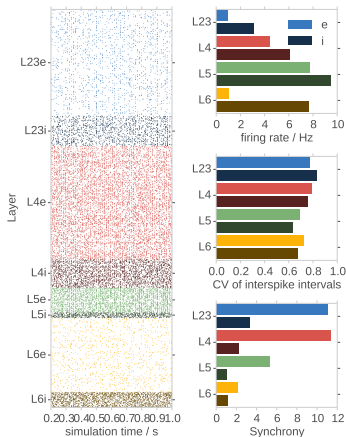 L23e
L23i
L4e
L4i
L5e
L5i
L6e
L6i
Layer
0.20.30.40.50.60.70.80.91.0
simulation time / s
e
i
L23
L4
L5
L6
0 2 4 6 8 10
firing rate / Hz
L23
L4
L5
L6
0.0 0.2 0.4 0.6 0.8 1.0
CV of interspike intervals
L23
L4
L5
L6
0 2 4 6 8 10 12
Synchrony